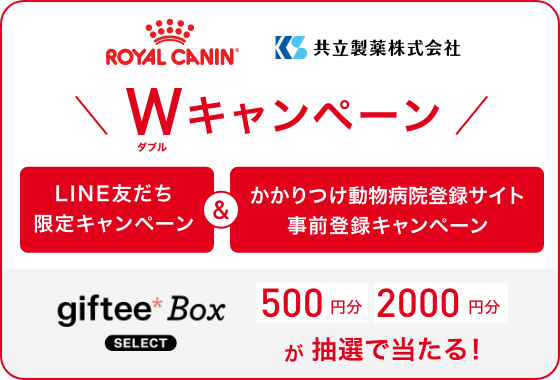 ROYAL CANIN®
KS 共立製薬株式会社
Wキャンペーン
ダブル
LINE友だち
限定キャンペーン
&
かかりつけ動物病院登録サイト
事前登録キャンペーン
giftee* Box
SELECT
500円分 2000円分
が 抽選で当たる!